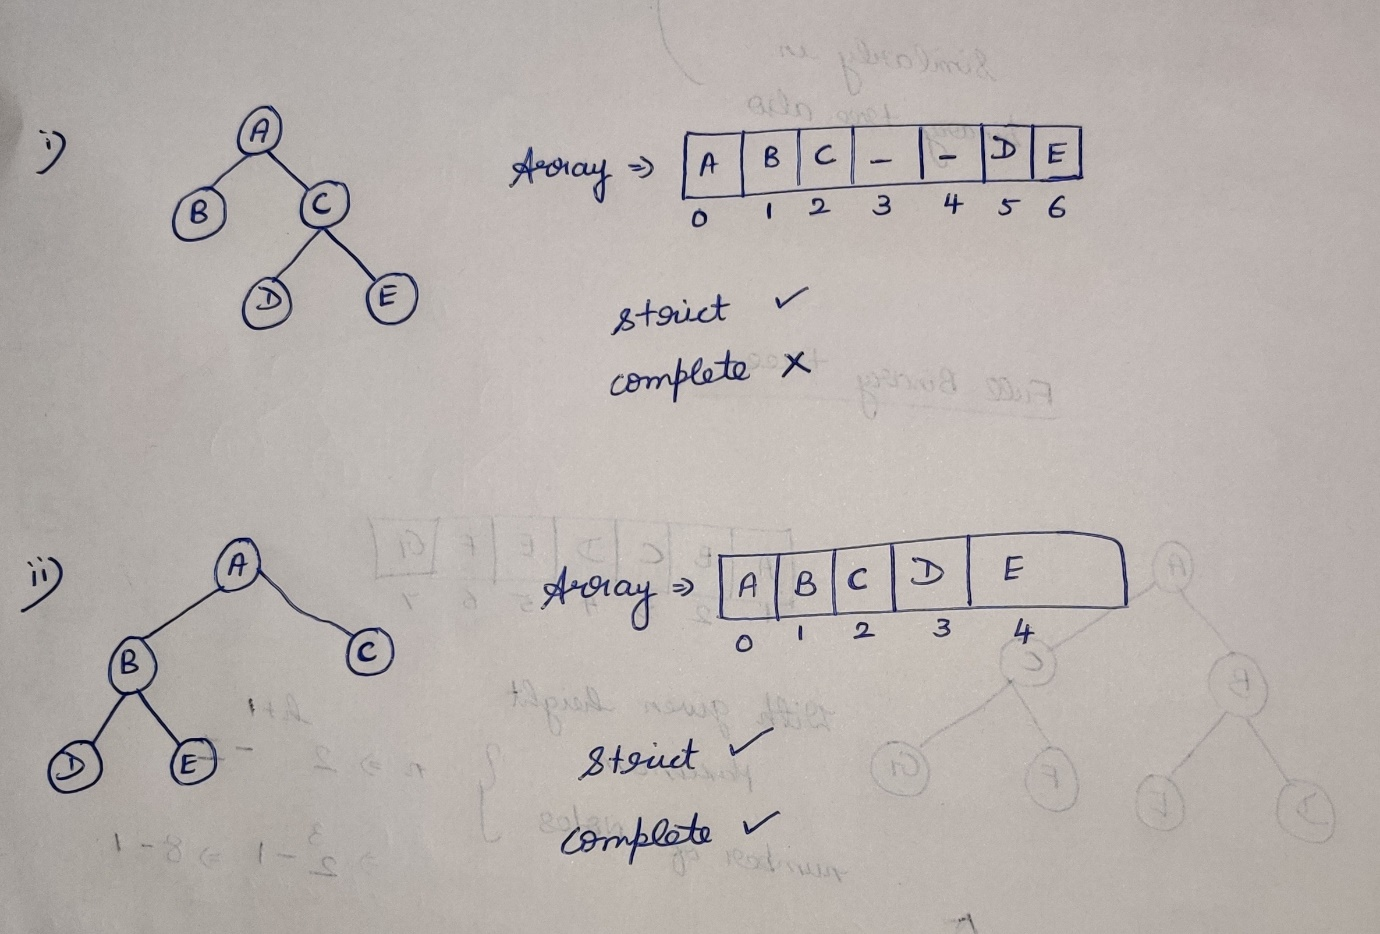 i)
A
B C
D E
Array ⇒ A B C - - D E
0 1 2 3 4 5 6
strict ✓
complete ×
ii)
A
B C
D E
Array ⇒ A B C D E
0 1 2 3 4
strict ✓
complete ✓